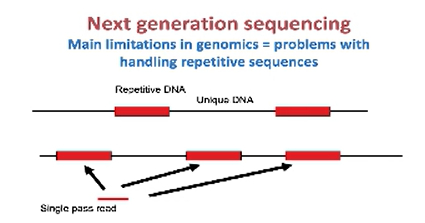 Next generation sequencing
Main limitations in genomics = problems with
handling repetitive sequences
Repetitive DNA
Unique DNA
Single pass read